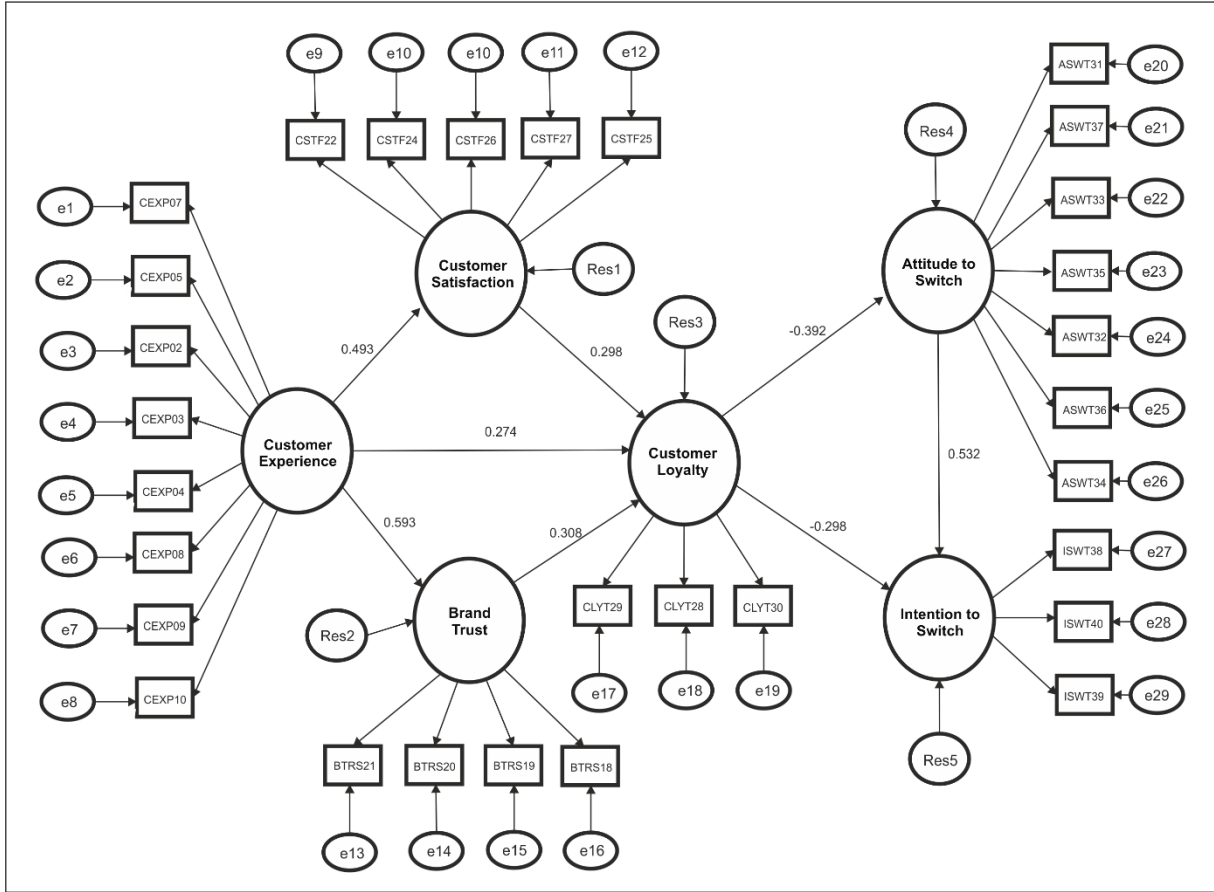 e9
e10
e10
e11
e12
CSTF22
CSTF24
CSTF26
CSTF27
CSTF25
Customer
Satisfaction
Res1
e1
CEXP07
e2
CEXP05
e3
CEXP02
e4
CEXP03
e5
CEXP04
e6
CEXP08
e7
CEXP09
e8
CEXP10
Customer
Experience
0.493
0.274
0.593
0.298
0.308
Res3
Customer
Loyalty
CLYT29
CLYT28
CLYT30
e17
e18
e19
Res2
Brand
Trust
BTRS21
BTRS20
BTRS19
BTRS18
e13
e14
e15
e16
-0.392
-0.298
Res4
Attitude to
Switch
0.532
Intention to
Switch
Res5
ASWT31
e20
ASWT37
e21
ASWT33
e22
ASWT35
e23
ASWT32
e24
ASWT36
e25
ASWT34
e26
ISWT38
e27
ISWT40
e28
ISWT39
e29